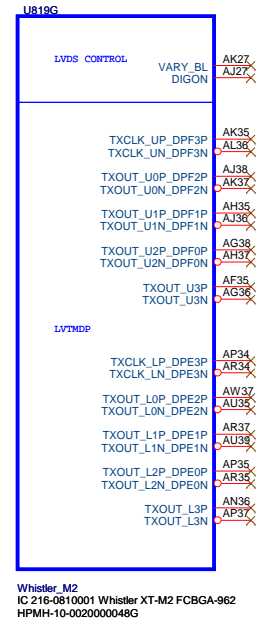 U819G
LVDS CONTROL
VARY_BL AK27
DIGON AJ27
TXCLK_UP_DPF3P AK35
TXCLK_UN_DPF3N AL36
TXOUT_U0P_DPF2P AJ38
TXOUT_U0N_DPF2N AK37
TXOUT_U1P_DPF1P AH35
TXOUT_U1N_DPF1N AJ36
TXOUT_U2P_DPF0P AG38
TXOUT_U2N_DPF0N AH37
TXOUT_U3P AF35
TXOUT_U3N AG36
LVTMDP
TXCLK_LP_DPE3P AP34
TXCLK_LN_DPE3N AR34
TXOUT_L0P_DPE2P AW37
TXOUT_L0N_DPE2N AU35
TXOUT_L1P_DPE1P AR37
TXOUT_L1N_DPE1N AU39
TXOUT_L2P_DPE0P AP35
TXOUT_L2N_DPE0N AR35
TXOUT_L3P AN36
TXOUT_L3N AP37
Whistler_M2
IC 216-0810001 Whistler XT-M2 FCBGA-962
HPMH-10-0020000048G